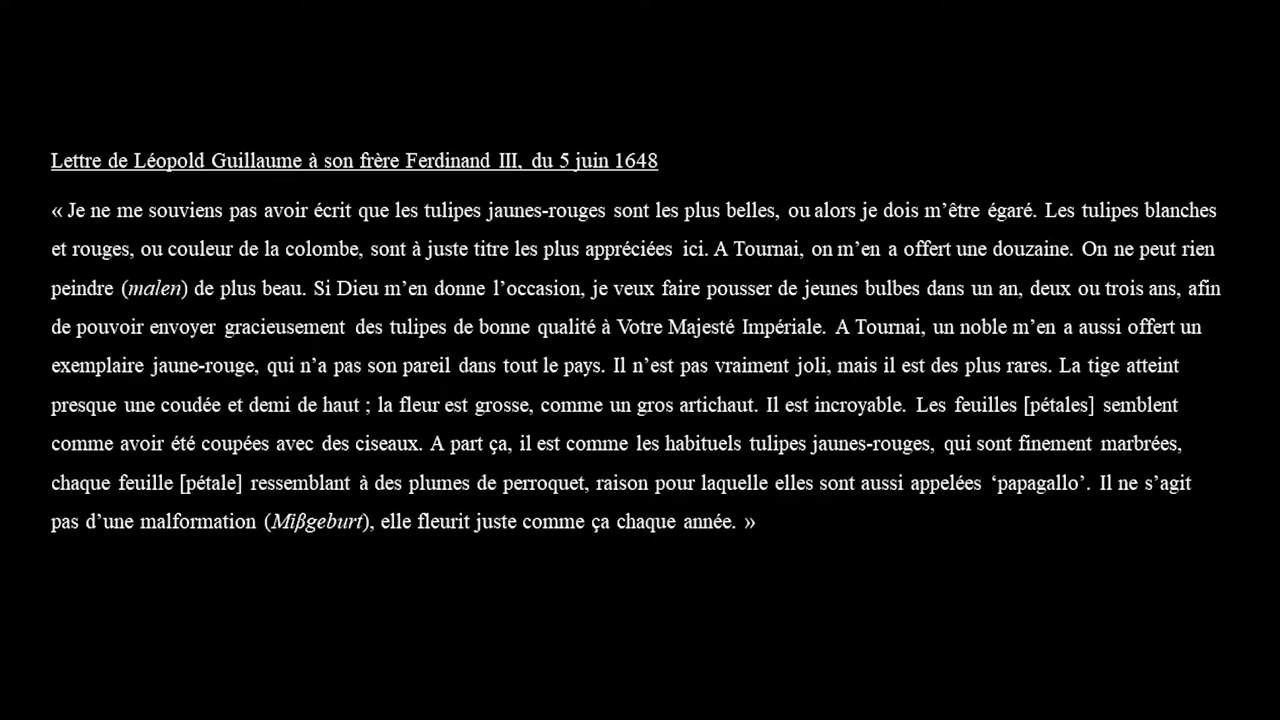 Lettre de Léopold Guillaume à son frère Ferdinand III, du 5 juin 1648
« Je ne me souviens pas avoir écrit que les tulipes jaunes-rouges sont les plus belles, ou alors je dois m’être égaré. Les tulipes blanches
et rouges, ou couleur de la colombe, sont à juste titre les plus appréciées ici. A Tournai, on m’en a offert une douzaine. On ne peut rien
peindre (malen) de plus beau. Si Dieu m’en donne l’occasion, je veux faire pousser de jeunes bulbes dans un an, deux ou trois ans, afin
de pouvoir envoyer gracieusement des tulipes de bonne qualité à Votre Majesté Impériale. A Tournai, un noble m’en a aussi offert un
exemplaire jaune-rouge, qui n’a pas son pareil dans tout le pays. Il n’est pas vraiment joli, mais il est des plus rares. La tige atteint
presque une coudée et demi de haut ; la fleur est grosse, comme un gros artichaut. Il est incroyable. Les feuilles [pétales] semblent
comme avoir été coupées avec des ciseaux. A part ça, il est comme les habituels tulipes jaunes-rouges, qui sont finement marbrées,
chaque feuille [pétale] ressemblant à des plumes de perroquet, raison pour laquelle elles sont aussi appelées ‘papagallo’. Il ne s’agit
pas d’une malformation (Mißgeburt), elle fleurit juste comme ça chaque année. »